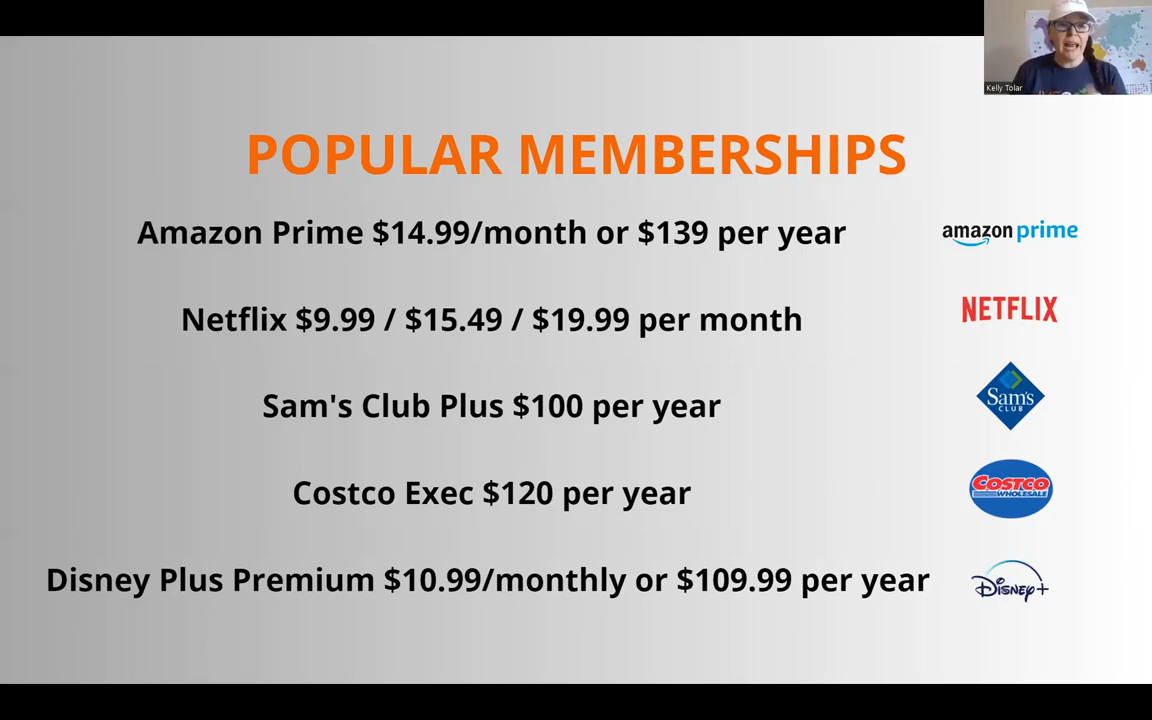 Kelly Tolar
POPULAR MEMBERSHIPS
Amazon Prime $14.99/month or $139 per year
amazon prime
Netflix $9.99 / $15.49 / $19.99 per month
NETFLIX
Sam's Club Plus $100 per year
Sam's
CLUB
Costco Exec $120 per year
COSTCO
WHOLESALE
Disney Plus Premium $10.99/monthly or $109.99 per year
Disney+